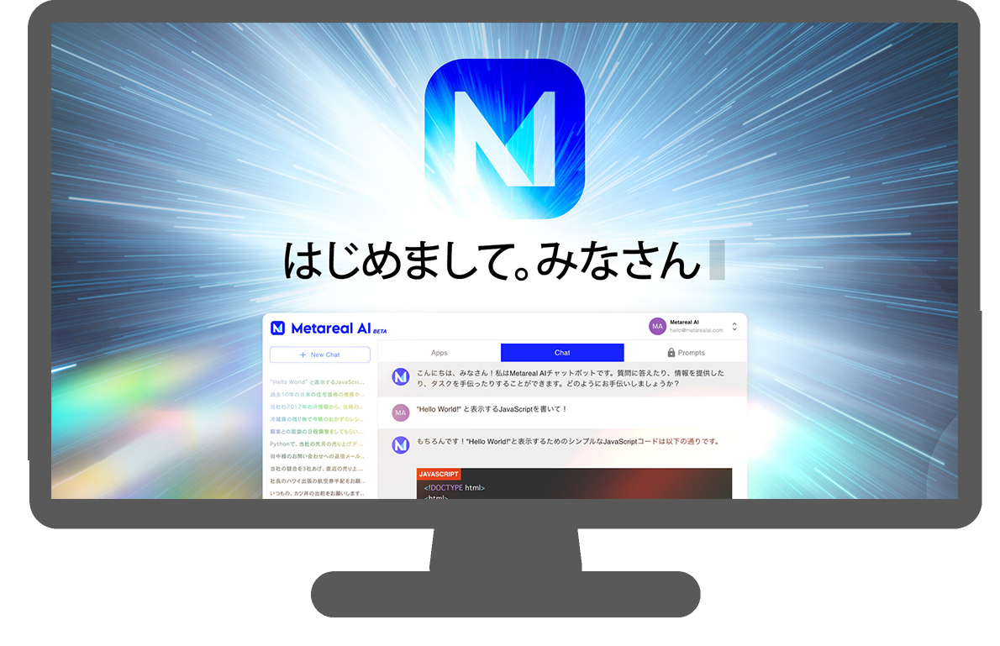 はじめまして。みなさん
Metareal AI BETA
MA
Metareal AI
hello@metarealai.com
+ New Chat
Apps
Chat
Prompts
"Hello World" と表示するJavaScri...
過去10年の日本の住宅価格の推移か...
当社の2012年のIR情報から、当時の...
冷蔵庫の残り物で今晩のおかずのレシ...
顧客との面談の日程調整をしてもらい...
Pythonで、当社の先月の売り上げデ...
田中様のお問い合わせへの返信メール...
当社の競合を3社あげ、直近の売り上...
社長のハワイ出張の航空券手配をお願...
いつもの、カツ丼の出前をお願いします...
こんにちは、みなさん！私はMetareal AIチャットボットです。質問に答えたり、情報を提供した
り、タスクを手伝ったりすることができます。どのようにお手伝いしましょうか？
MA
"Hello World!" と表示するJavaScriptを書いて！
もちろんです！"Hello World!"と表示するためのシンプルなJavaScriptコードは以下の通りです。
JAVASCRIPT
<!DOCTYPE html>
<html>